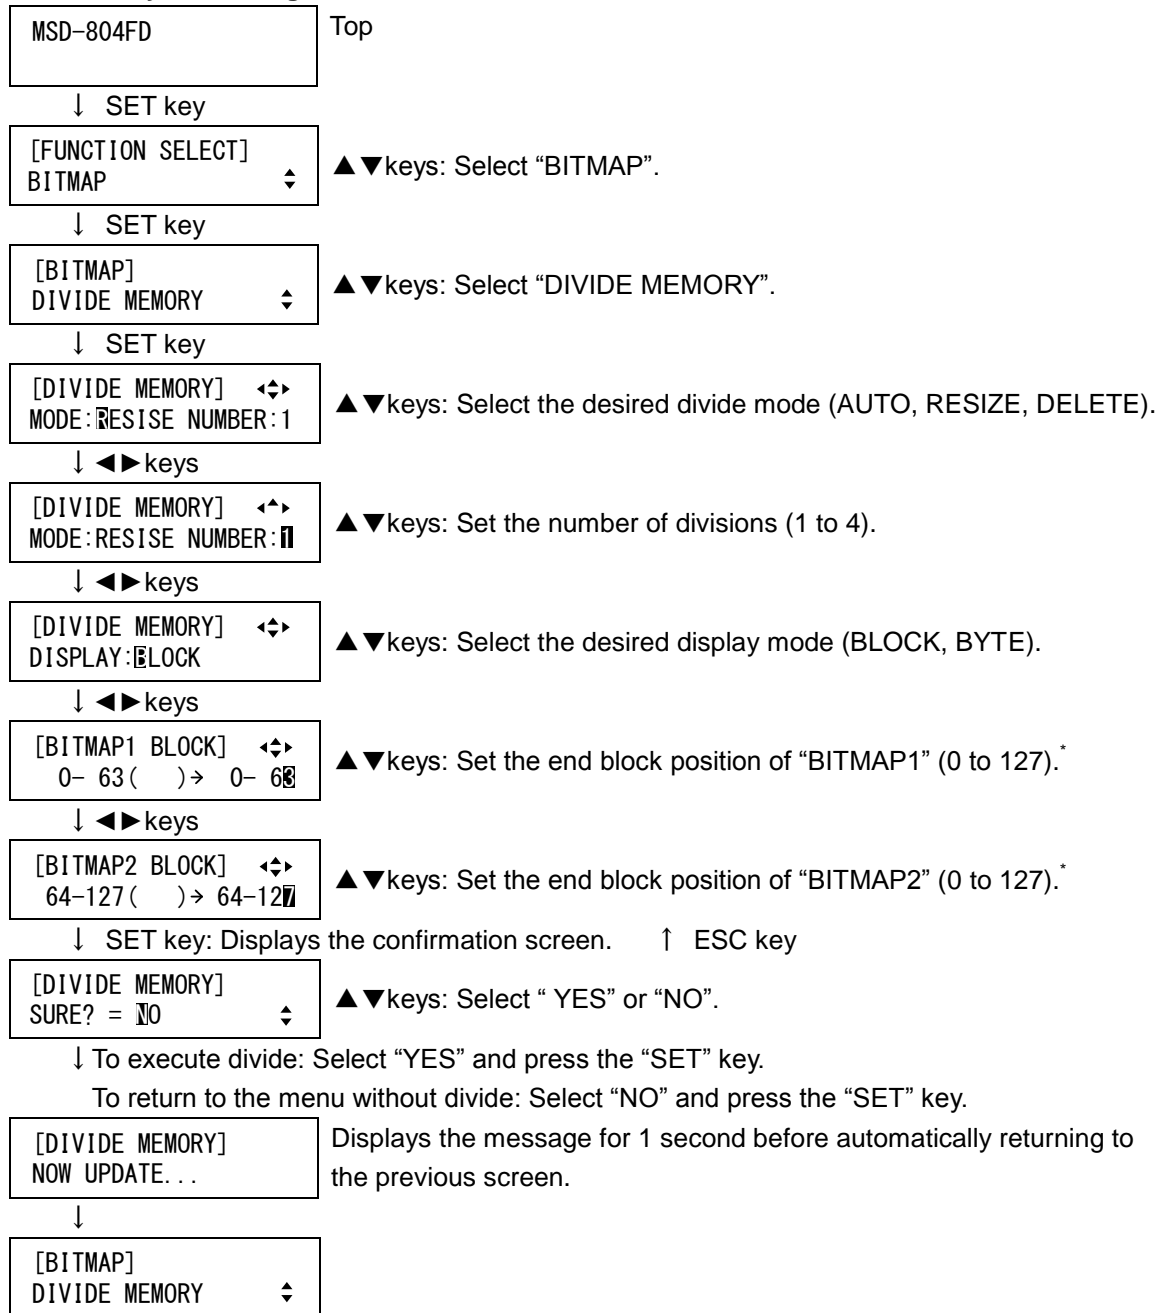 MSD-804FD
Top
↓ SET key
[FUNCTION SELECT]
BITMAP
▲▼keys: Select “BITMAP”.
↓ SET key
[BITMAP]
DIVIDE MEMORY
▲▼keys: Select “DIVIDE MEMORY”.
↓ SET key
[DIVIDE MEMORY]
MODE:RESISE NUMBER:1
▲▼keys: Select the desired divide mode (AUTO, RESIZE, DELETE).
↓ ◄►keys
[DIVIDE MEMORY]
MODE:RESISE NUMBER:1
▲▼keys: Set the number of divisions (1 to 4).
↓ ◄►keys
[DIVIDE MEMORY]
DISPLAY:BLOCK
▲▼keys: Select the desired display mode (BLOCK, BYTE).
↓ ◄►keys
[BITMAP1 BLOCK]
0- 63(   )→ 0- 63
▲▼keys: Set the end block position of “BITMAP1” (0 to 127).*
↓ ◄►keys
[BITMAP2 BLOCK]
64-127(   )→ 64-127
▲▼keys: Set the end block position of “BITMAP2” (0 to 127).*
↓ SET key: Displays the confirmation screen. ↑ ESC key
[DIVIDE MEMORY]
SURE? = NO
▲▼keys: Select “ YES” or “NO”.
↓ To execute divide: Select “YES” and press the “SET” key.
To return to the menu without divide: Select “NO” and press the “SET” key.
[DIVIDE MEMORY]
NOW UPDATE...
Displays the message for 1 second before automatically returning to
the previous screen.
↓
[BITMAP]
DIVIDE MEMORY